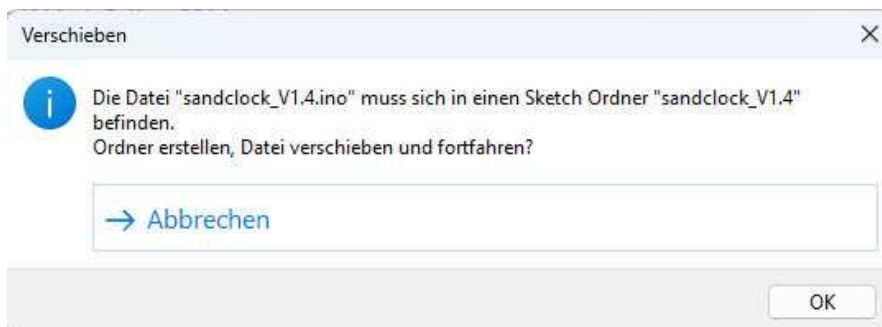 Verschieben
Die Datei "sandclock_V1.4.ino" muss sich in einen Sketch Ordner "sandclock_V1.4"
befinden.
Ordner erstellen, Datei verschieben und fortfahren?
Abbrechen
OK